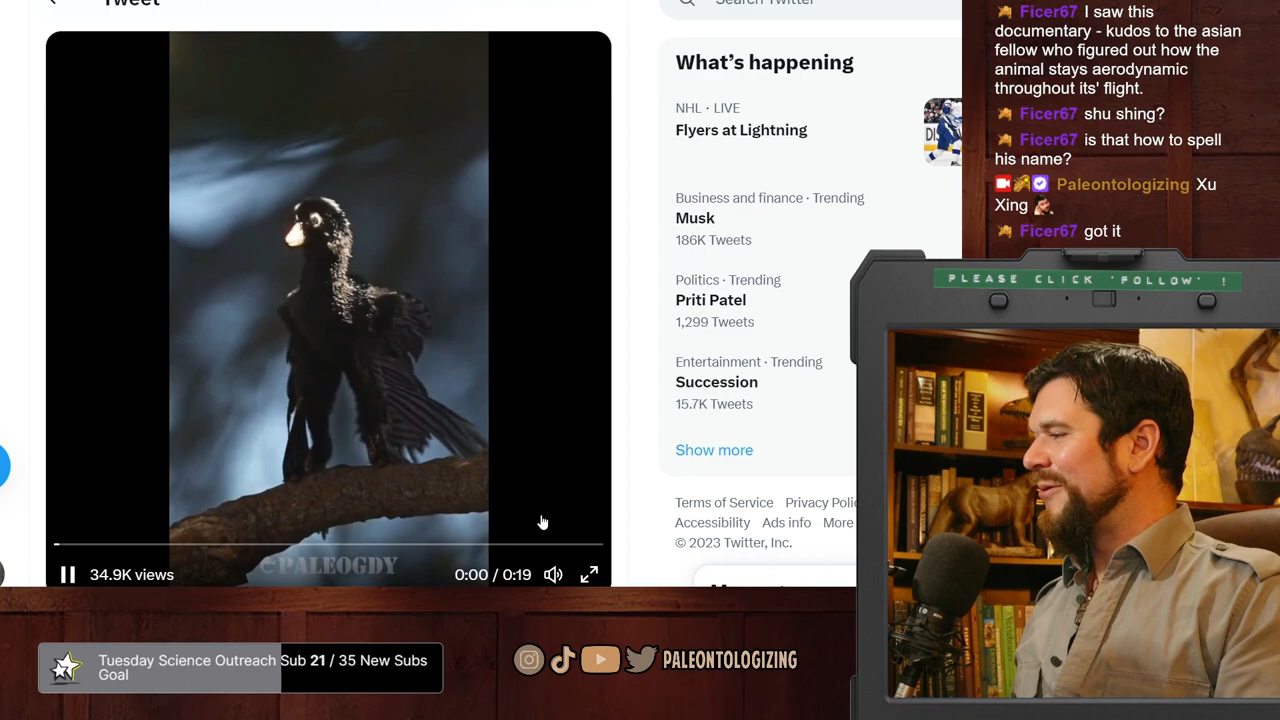 Tweet
Search Twitter
What's happening
NHL · LIVE
Flyers at Lightning
Business and finance · Trending
Musk
186K Tweets
Politics · Trending
Priti Patel
1,299 Tweets
Entertainment · Trending
Succession
15.7K Tweets
Show more
Terms of Service Privacy
Accessibility Ads info More
© 2023 Twitter, Inc.
©PALEOGDY
34.9K views
0:00 / 0:19
Ficer67 I saw this
documentary - kudos to the asian
fellow who figured out how the
animal stays aerodynamic
throughout its' flight.
Ficer67 shu shing?
Ficer67 is that how to spell
his name?
Paleontologizing Xu
Xing
Ficer67 got it
PLEASE CLICK 'FOLLOW' !
Tuesday Science Outreach Sub 21 / 35 New Subs
Goal
PALEONTOLOGIZING